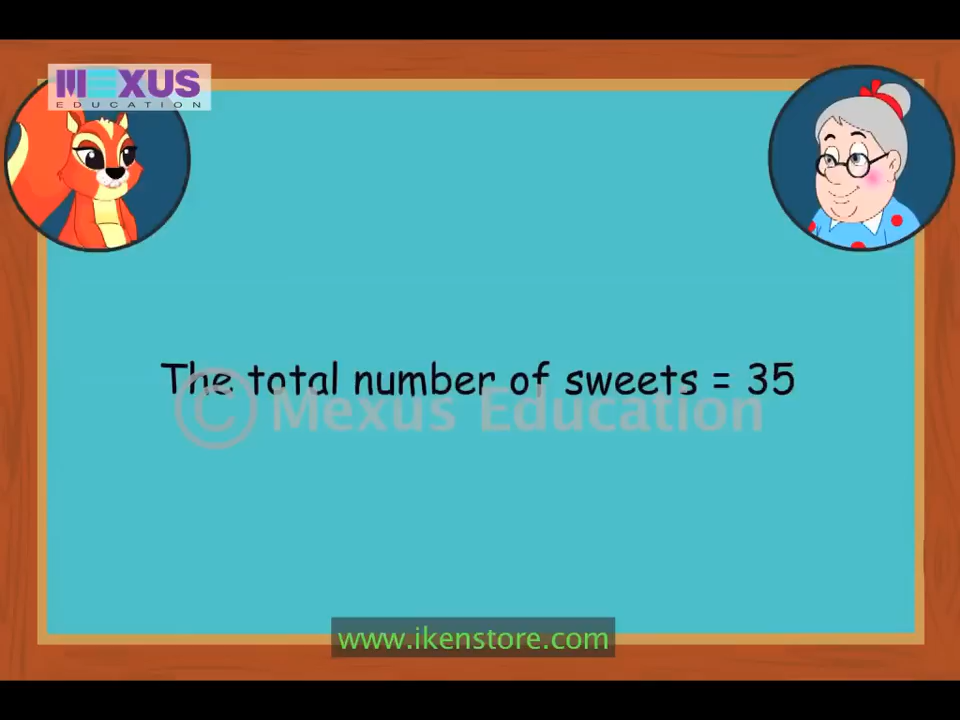 MEXUS
EDUCATION
The total number of sweets = 35
© Mexus Education
www.ikenstore.com